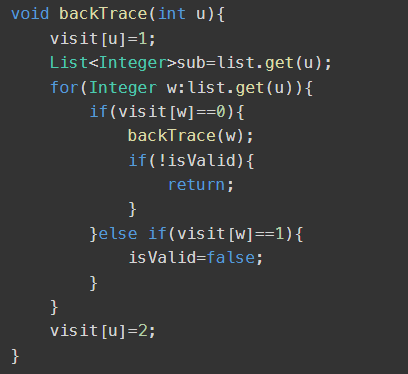 void backTrace(int u){
    visit[u]=1;
    List<Integer>sub=list.get(u);
    for(Integer w:list.get(u)){
        if(visit[w]==0){
            backTrace(w);
            if(!isValid){
                return;
            }
        }else if(visit[w]==1){
            isValid=false;
        }
    }
    visit[u]=2;
}